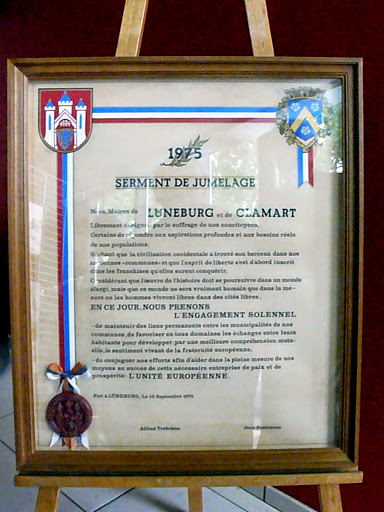 1975
SERMENT DE JUMELAGE
Nous, Maires de LUNEBURG et de CLAMART
Librement désignés par le suffrage de nos concitoyens,
Certains de répondre aux aspirations profondes et aux besoins réels
de nos populations,
Sachant que la civilisation occidentale a trouvé son berceau dans nos
anciennes «communes» et que l'esprit de liberté s'est d'abord inscrit
dans les franchises qu'elles surent conquérir,
Considérant que l'œuvre de l'histoire doit se poursuivre dans un monde
élargi, mais que ce monde ne sera vraiment humain que dans la me-
sure où les hommes vivront libres dans des cités libres,
EN CE JOUR, NOUS PRENONS
L'ENGAGEMENT SOLENNEL
- de maintenir des liens permanents entre les municipalités de nos
communes, de favoriser en tous domaines les échanges entre leurs
habitants pour développer, par une meilleure compréhension mutu-
elle, le sentiment vivant de la fraternité européenne,
- de conjuguer nos efforts afin d'aider dans la pleine mesure de nos
moyens au succès de cette nécessaire entreprise de paix et de
prospérité: L'UNITÉ EUROPÉENNE.
Fait à LÜNEBURG, Le Septembre 1975
Alfred Jean